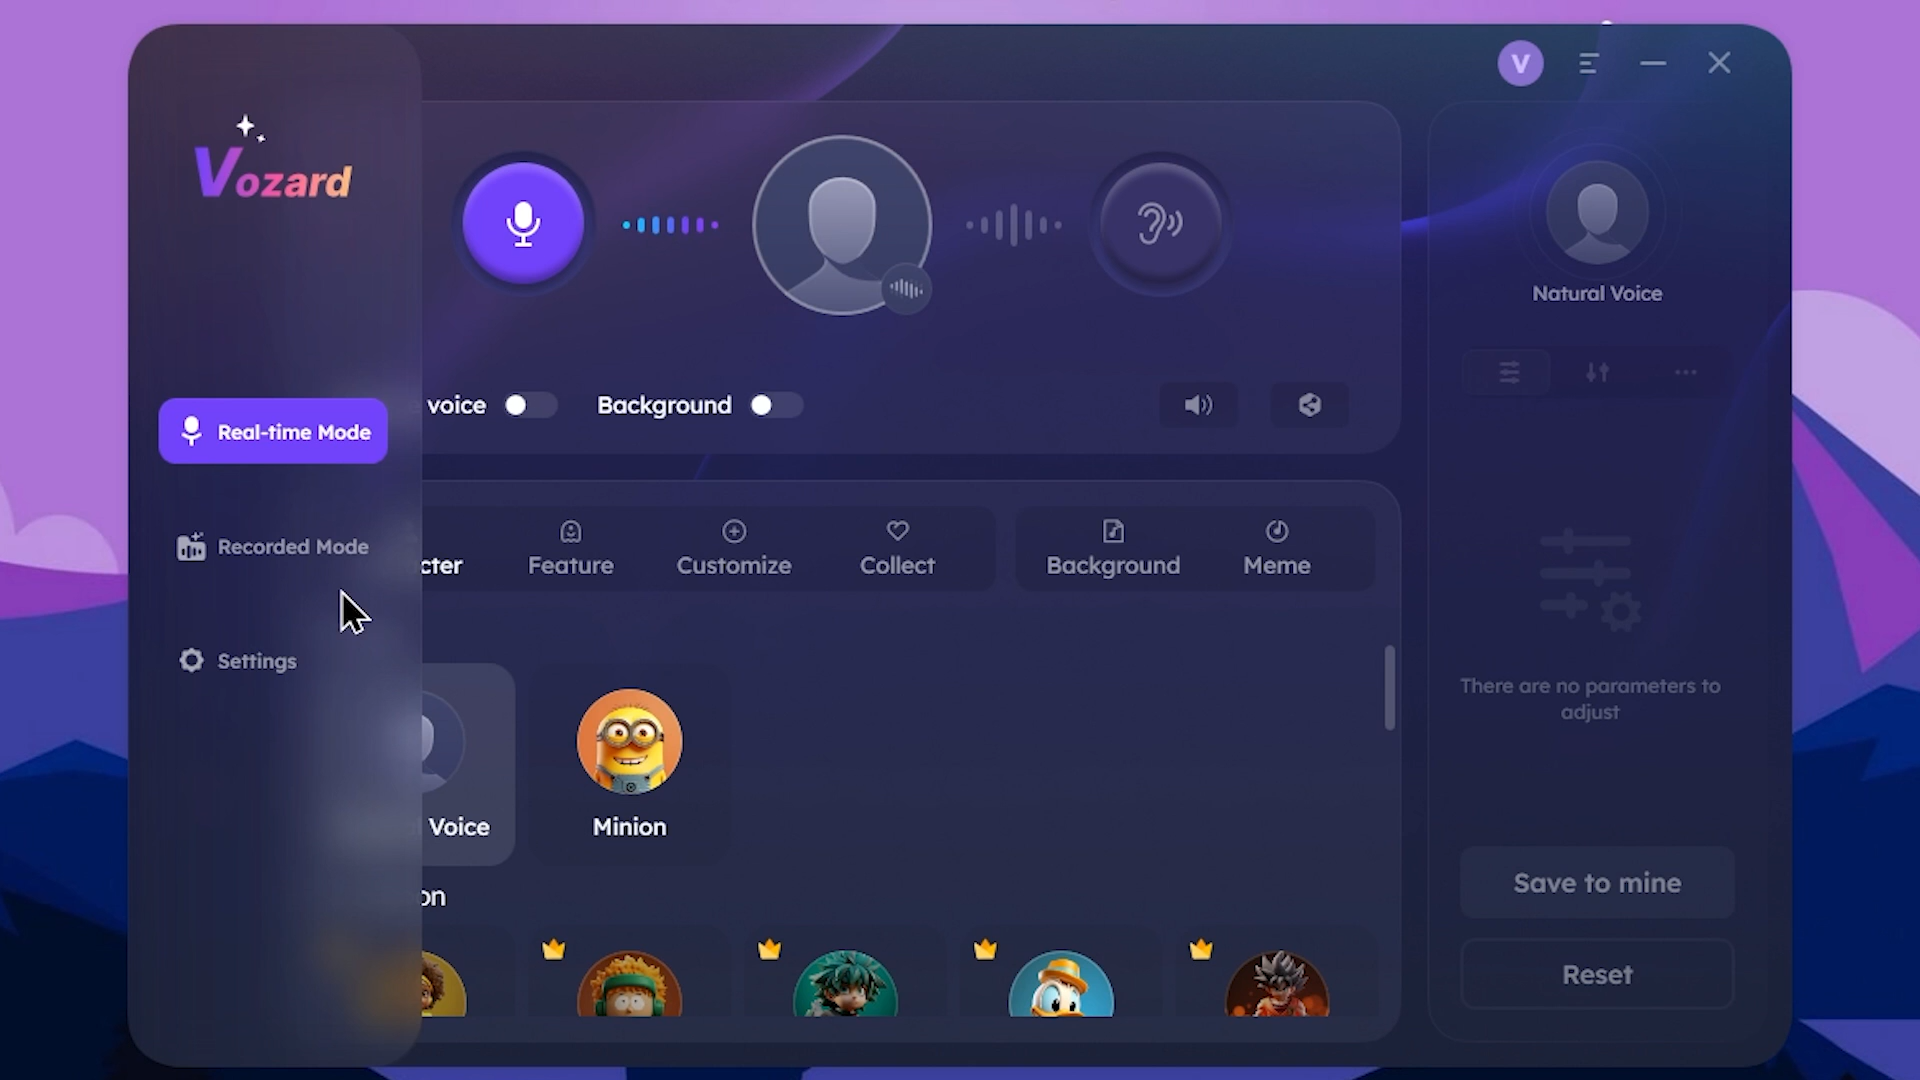 V
Vozard
Natural Voice
voice
Background
Real-time Mode
Recorded Mode
Settings
cter
Feature
Customize
Collect
Background
Meme
There are no parameters to
adjust
Voice
Minion
on
Save to mine
Reset